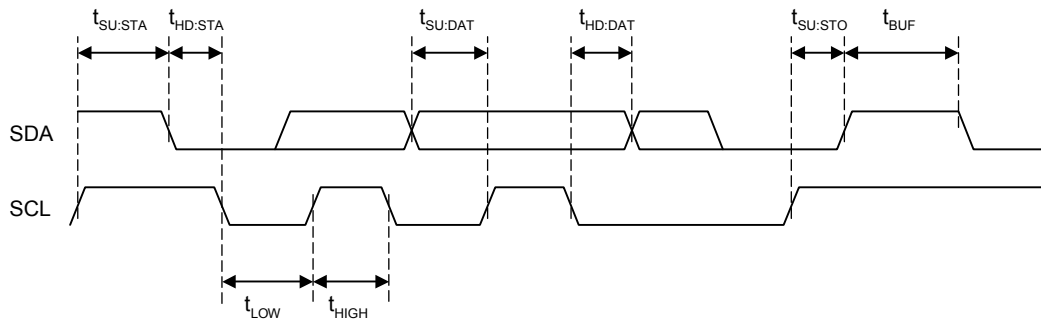 tSU:STA tHD:STA tSU:DAT tHD:DAT tSU:STO tBUF
SDA
SCL
tLOW tHIGH